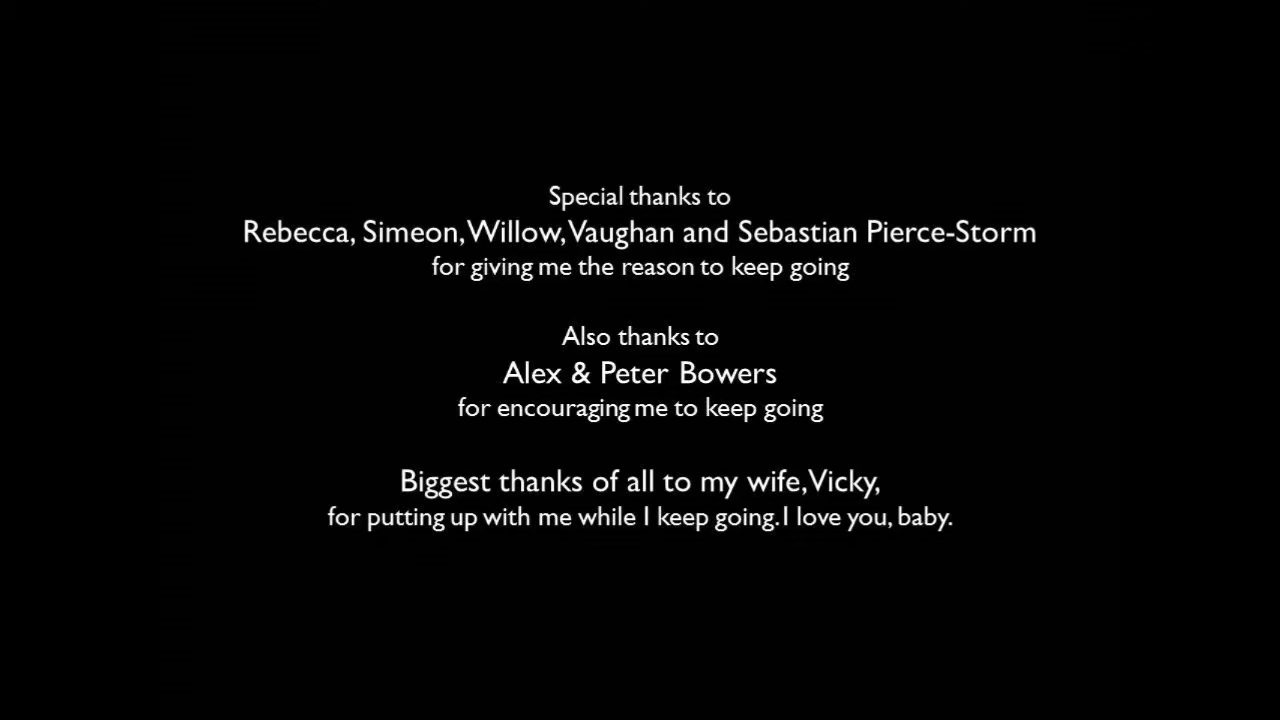 Special thanks to
Rebecca, Simeon, Willow, Vaughan and Sebastian Pierce-Storm
for giving me the reason to keep going
Also thanks to
Alex & Peter Bowers
for encouraging me to keep going
Biggest thanks of all to my wife, Vicky,
for putting up with me while I keep going. I love you, baby.